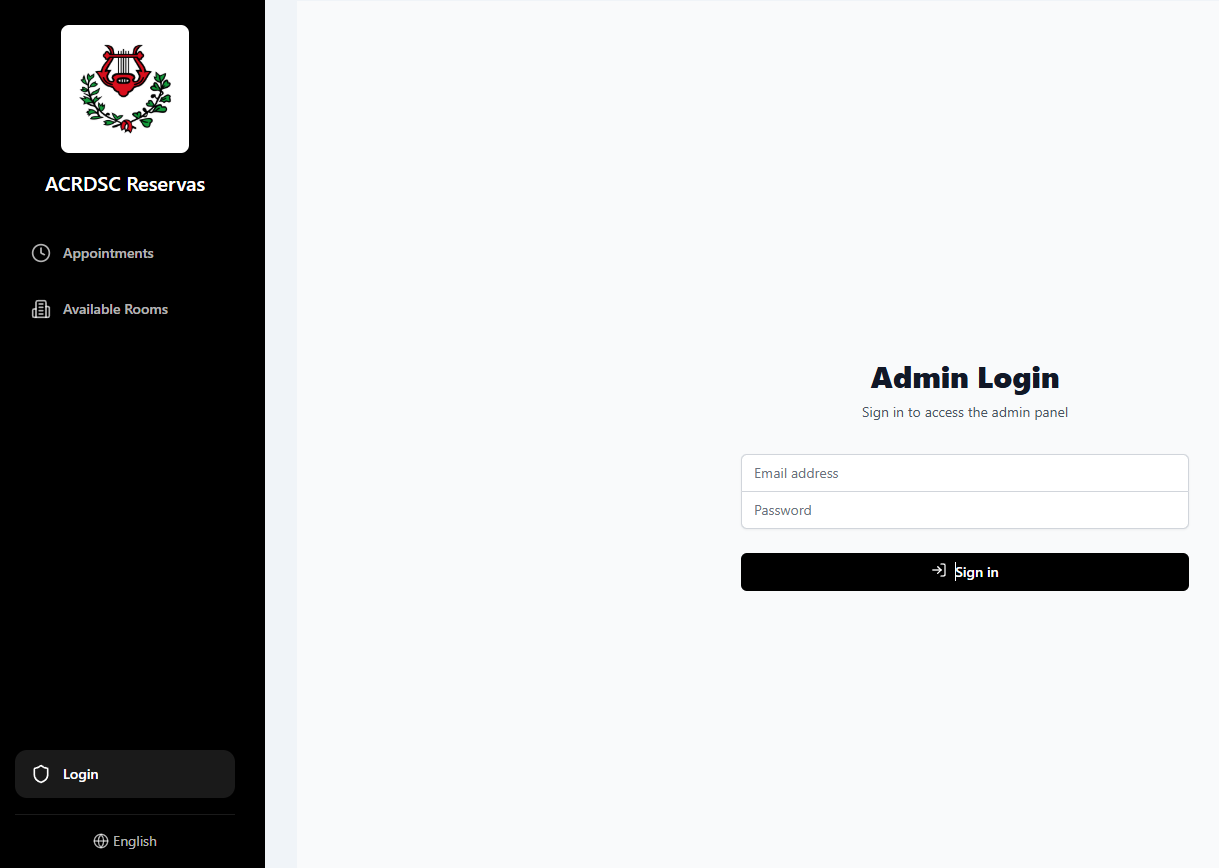 ACRDSC Reservas
Appointments
Available Rooms
Login
English
Admin Login
Sign in to access the admin panel
Email address
Password
Sign in